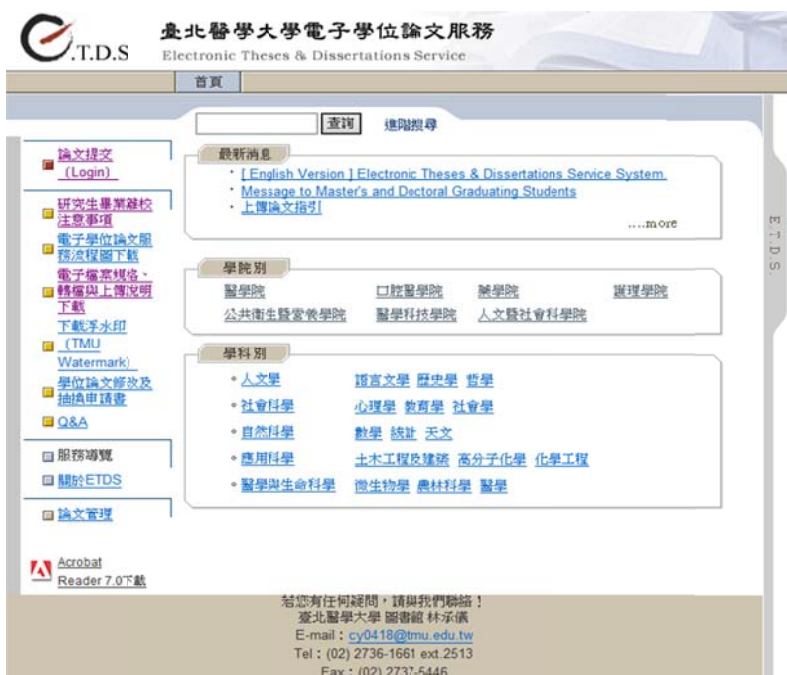 C.T.D.S
臺北醫學大學電子學位論文服務
Electronic Theses & Dissertations Service
首頁
查詢 進階搜尋
論文提交
(Login)
研究生畢業離校
注意事項
電子學位論文服
務流程圖下載
電子檔案規格、
轉檔與上傳說明
下載
下載浮水印
(TMU
Watermark)
學位論文修改及
抽換申請書
Q&A
服務導覽
關於ETDS
論文管理
Acrobat
Reader 7.0下載
最新消息
[ English Version ] Electronic Theses & Dissertations Service System.
Message to Master's and Doctoral Graduating Students
上傳論文指引
....more
學院別
醫學院 口腔醫學院 藥學院 護理學院
公共衛生暨營養學院 醫學科技學院 人文暨社會科學院
學科別
人文學 語言文學 歷史學 哲學
社會科學 心理學 教育學 社會學
自然科學 數學 統計 天文
應用科學 土木工程及建築 高分子化學 化學工程
醫學與生命科學 微生物學 農林科學 醫學
E.T.D.S
若您有任何疑問，請與我們聯絡！
臺北醫學大學 圖書館 林承儀
E-mail：cy0418@tmu.edu.tw
Tel：(02) 2736-1661 ext.2513
Fax：(02) 2737-5446